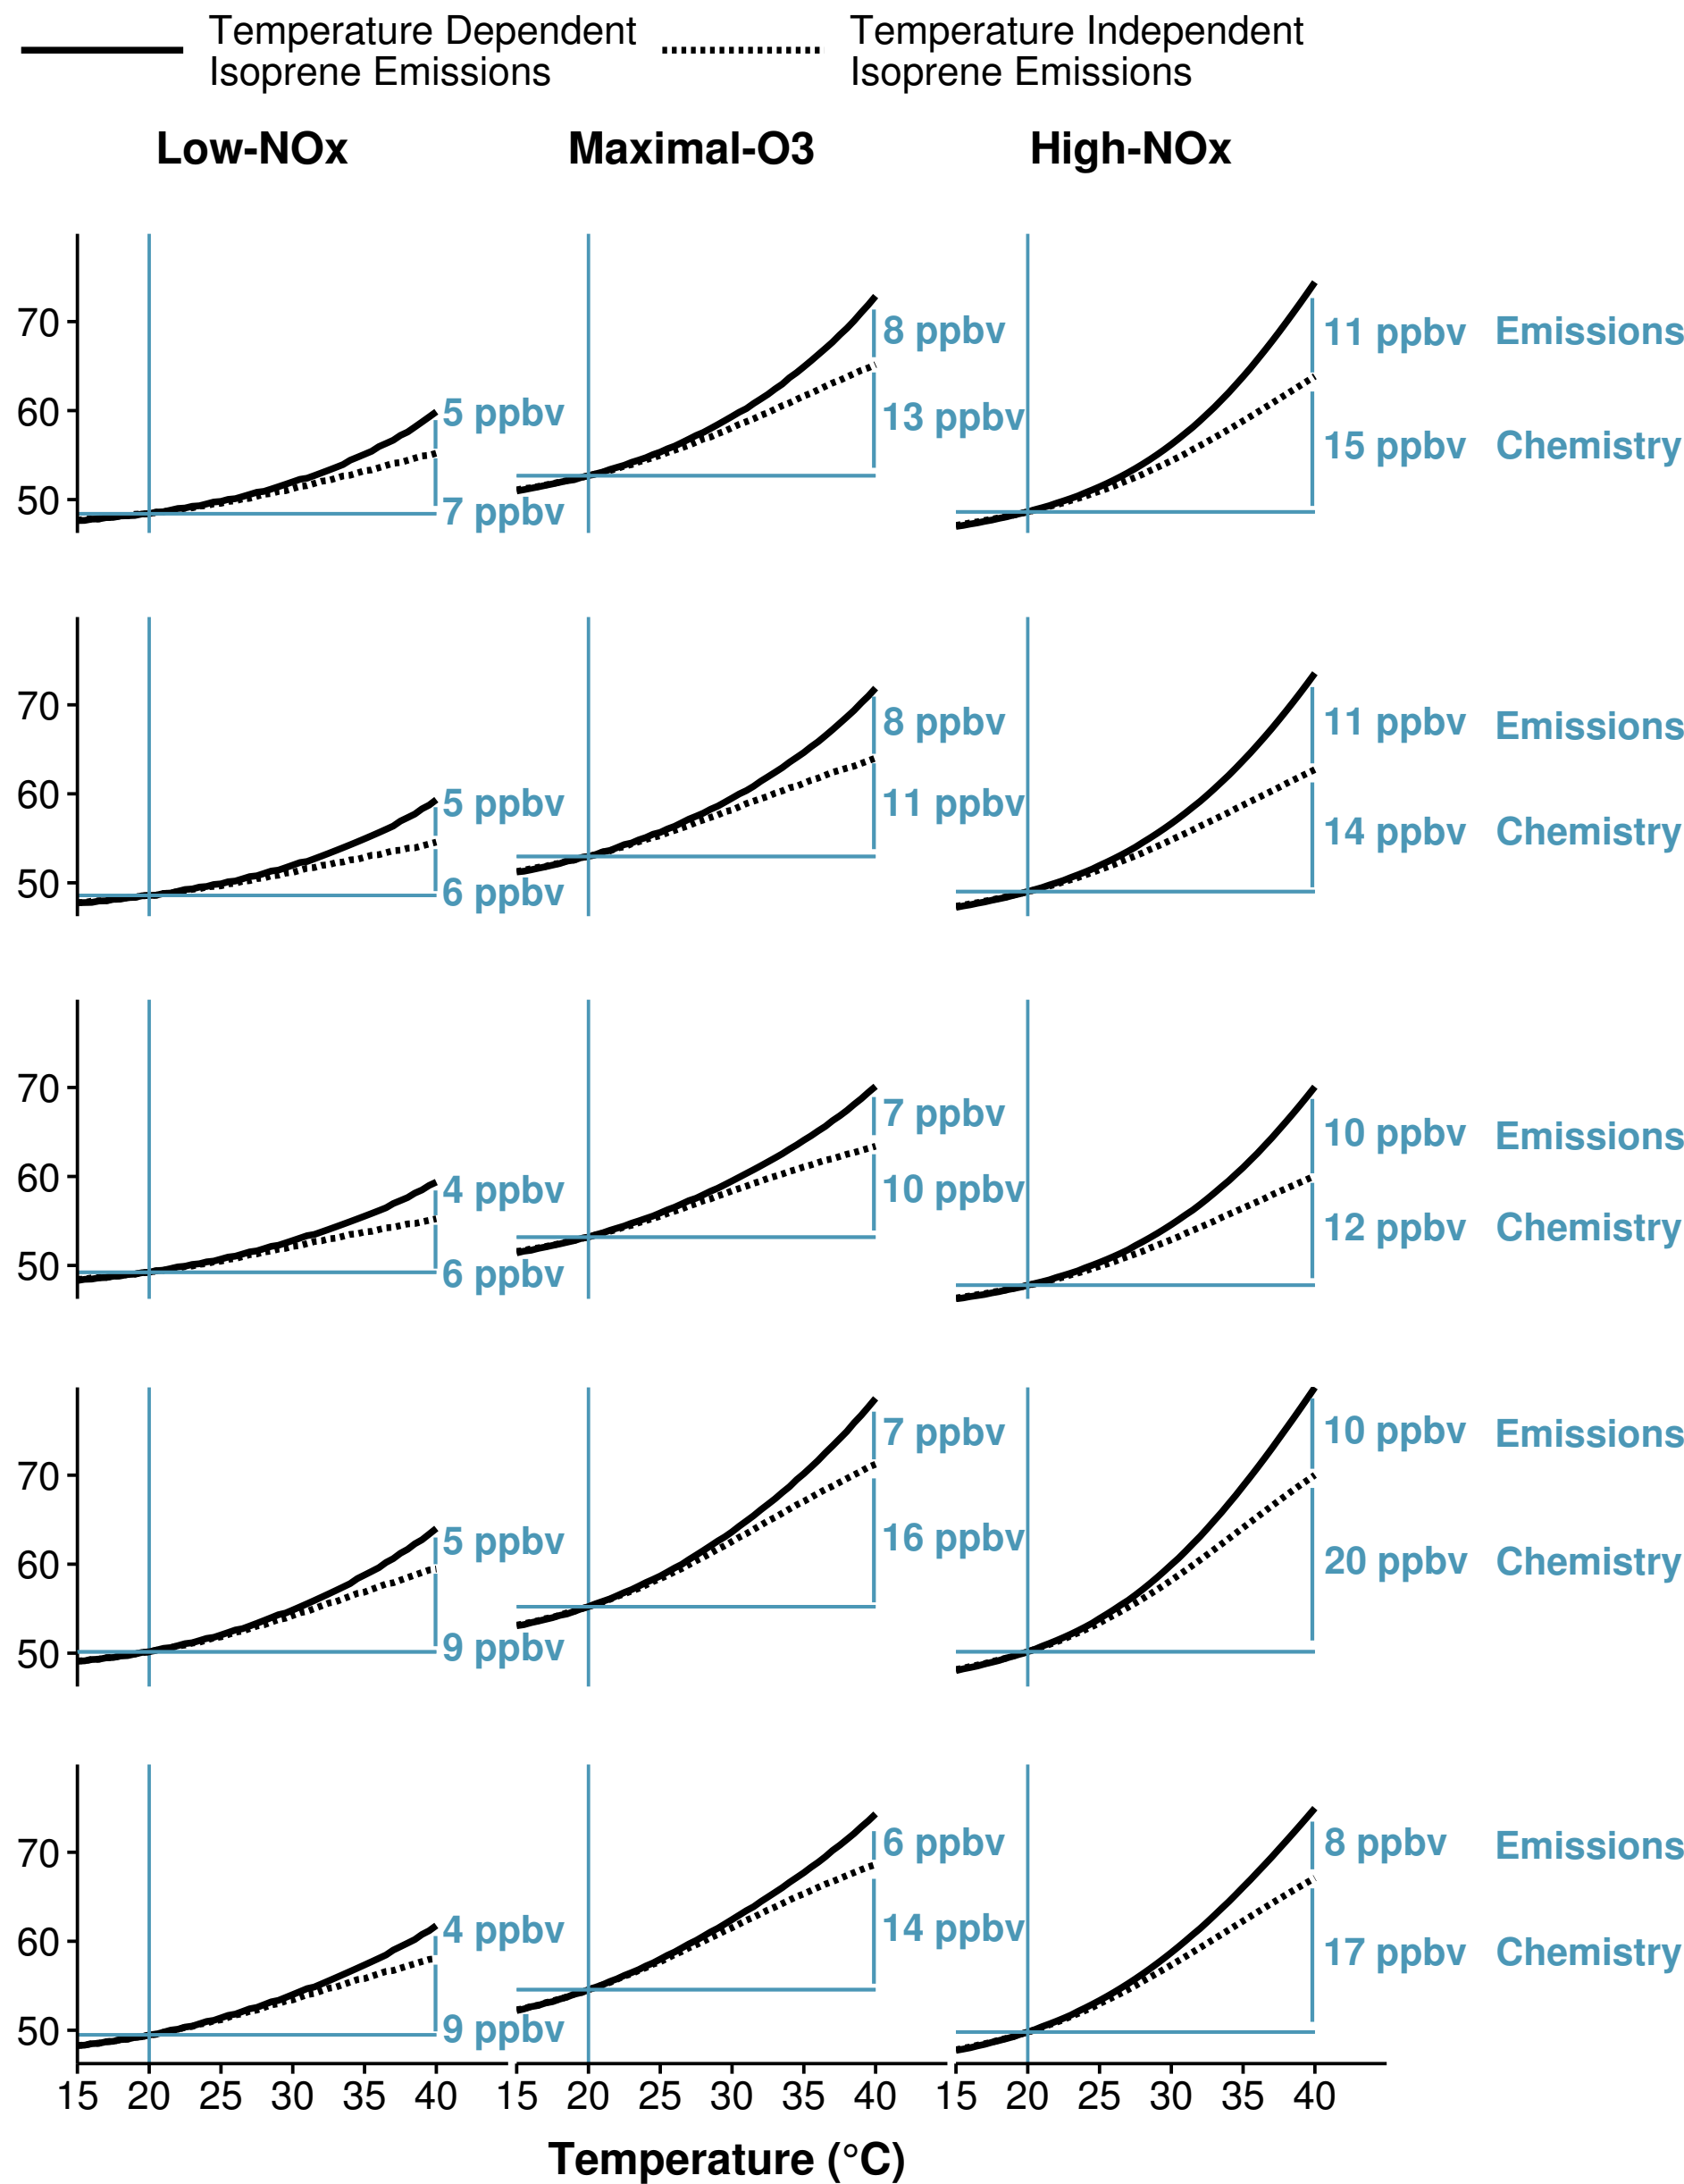 Temperature Dependent
Isoprene Emissions
Temperature Independent
Isoprene Emissions
Low-NOx
Maximal-O3
High-NOx
70
60
50
5 ppbv
7 ppbv
8 ppbv
13 ppbv
11 ppbv Emissions
15 ppbv Chemistry
70
60
50
5 ppbv
6 ppbv
8 ppbv
11 ppbv
11 ppbv Emissions
14 ppbv Chemistry
70
60
50
4 ppbv
6 ppbv
7 ppbv
10 ppbv
10 ppbv Emissions
12 ppbv Chemistry
70
60
50
5 ppbv
9 ppbv
7 ppbv
16 ppbv
10 ppbv Emissions
20 ppbv Chemistry
70
60
50
4 ppbv
9 ppbv
6 ppbv
14 ppbv
8 ppbv Emissions
17 ppbv Chemistry
15 20 25 30 35 40 15 20 25 30 35 40 15 20 25 30 35 40
Temperature (°C)